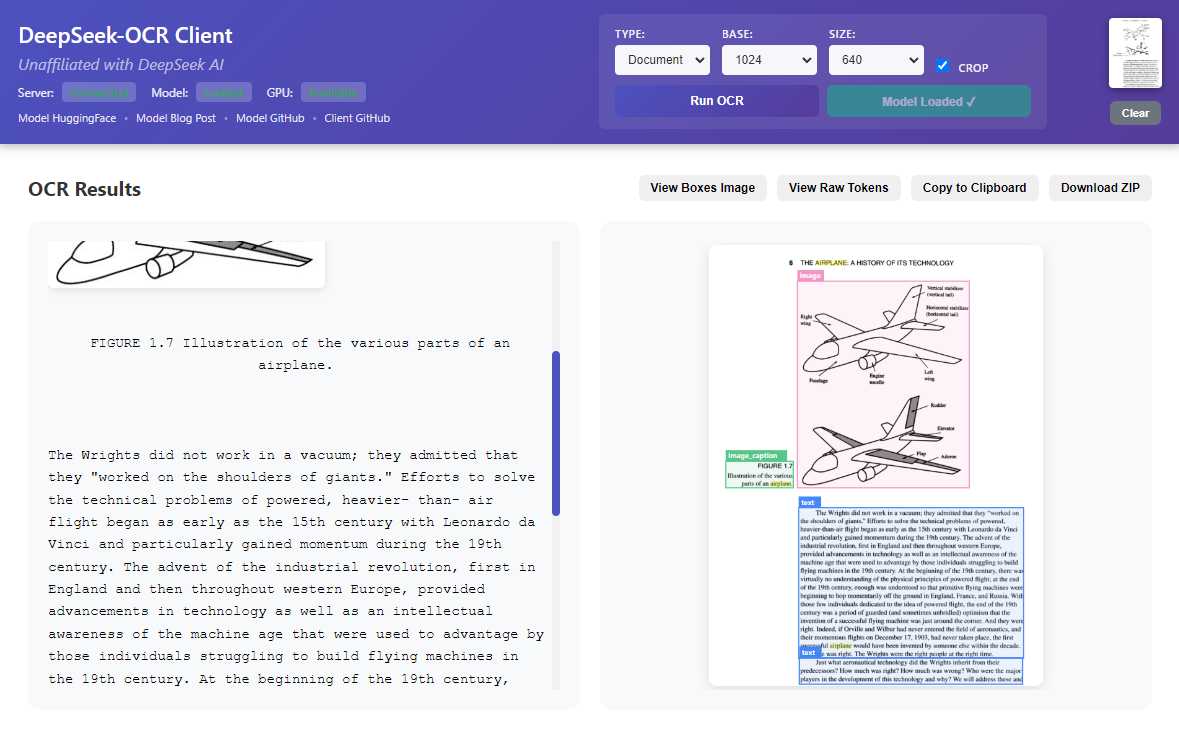 DeepSeek-OCR Client
Unaffiliated with DeepSeek AI
Server: Connected Model: Loaded GPU: Available
Model HuggingFace • Model Blog Post • Model GitHub • Client GitHub
TYPE: BASE: SIZE:
Document 1024 640 CROP
Run OCR Model Loaded ✓
Clear
OCR Results
View Boxes Image View Raw Tokens Copy to Clipboard Download ZIP
FIGURE 1.7 Illustration of the various parts of an
airplane.
The Wrights did not work in a vacuum; they admitted that
they "worked on the shoulders of giants." Efforts to solve
the technical problems of powered, heavier- than- air
flight began as early as the 15th century with Leonardo da
Vinci and particularly gained momentum during the 19th
century. The advent of the industrial revolution, first in
England and then throughout western Europe, provided
advancements in technology as well as an intellectual
awareness of the machine age that were used to advantage by
those individuals struggling to build flying machines in
the 19th century. At the beginning of the 19th century,
6 THE AIRPLANE: A HISTORY OF ITS TECHNOLOGY
image
Vertical stabilizer
(vertical tail)
Horizontal stabilizer
(horizontal tail)
Right
wing
Fuselage
Engine
nacelle
Left
wing
Rudder
Elevator
Flap
Aileron
image_caption
FIGURE 1.7
Illustration of the various
parts of an airplane.
text
The Wrights did not work in a vacuum; they admitted that they "worked on
the shoulders of giants." Efforts to solve the technical problems of powered,
heavier-than-air flight began as early as the 15th century with Leonardo da Vinci
and particularly gained momentum during the 19th century. The advent of the
industrial revolution, first in England and then throughout western Europe,
provided advancements in technology as well as an intellectual awareness of the
machine age that were used to advantage by those individuals struggling to build
flying machines in the 19th century. At the beginning of the 19th century, there was
virtually no understanding of the physical principles of powered flight; at the end
of the 19th century, enough was understood so that primitive flying machines were
beginning to hop momentarily off the ground in England, France, and Russia. With
those few individuals dedicated to the idea of powered flight, the end of the 19th
century was a period of guarded (and sometimes unbridled) optimism that the
invention of a successful flying machine was just around the corner. And they were
right. Indeed, if Orville and Wilbur had never entered the field of aeronautics, and
their momentous flights on December 17, 1903, had never taken place, the first
successful airplane would have been invented by someone else within the decade.
was right. The Wrights were the right people at the right time.
text
Just what aeronautical technology did the Wrights inherit from their
predecessors? How much was right? How much was wrong? Who were the major
players in the development of this technology and why? We will address these and